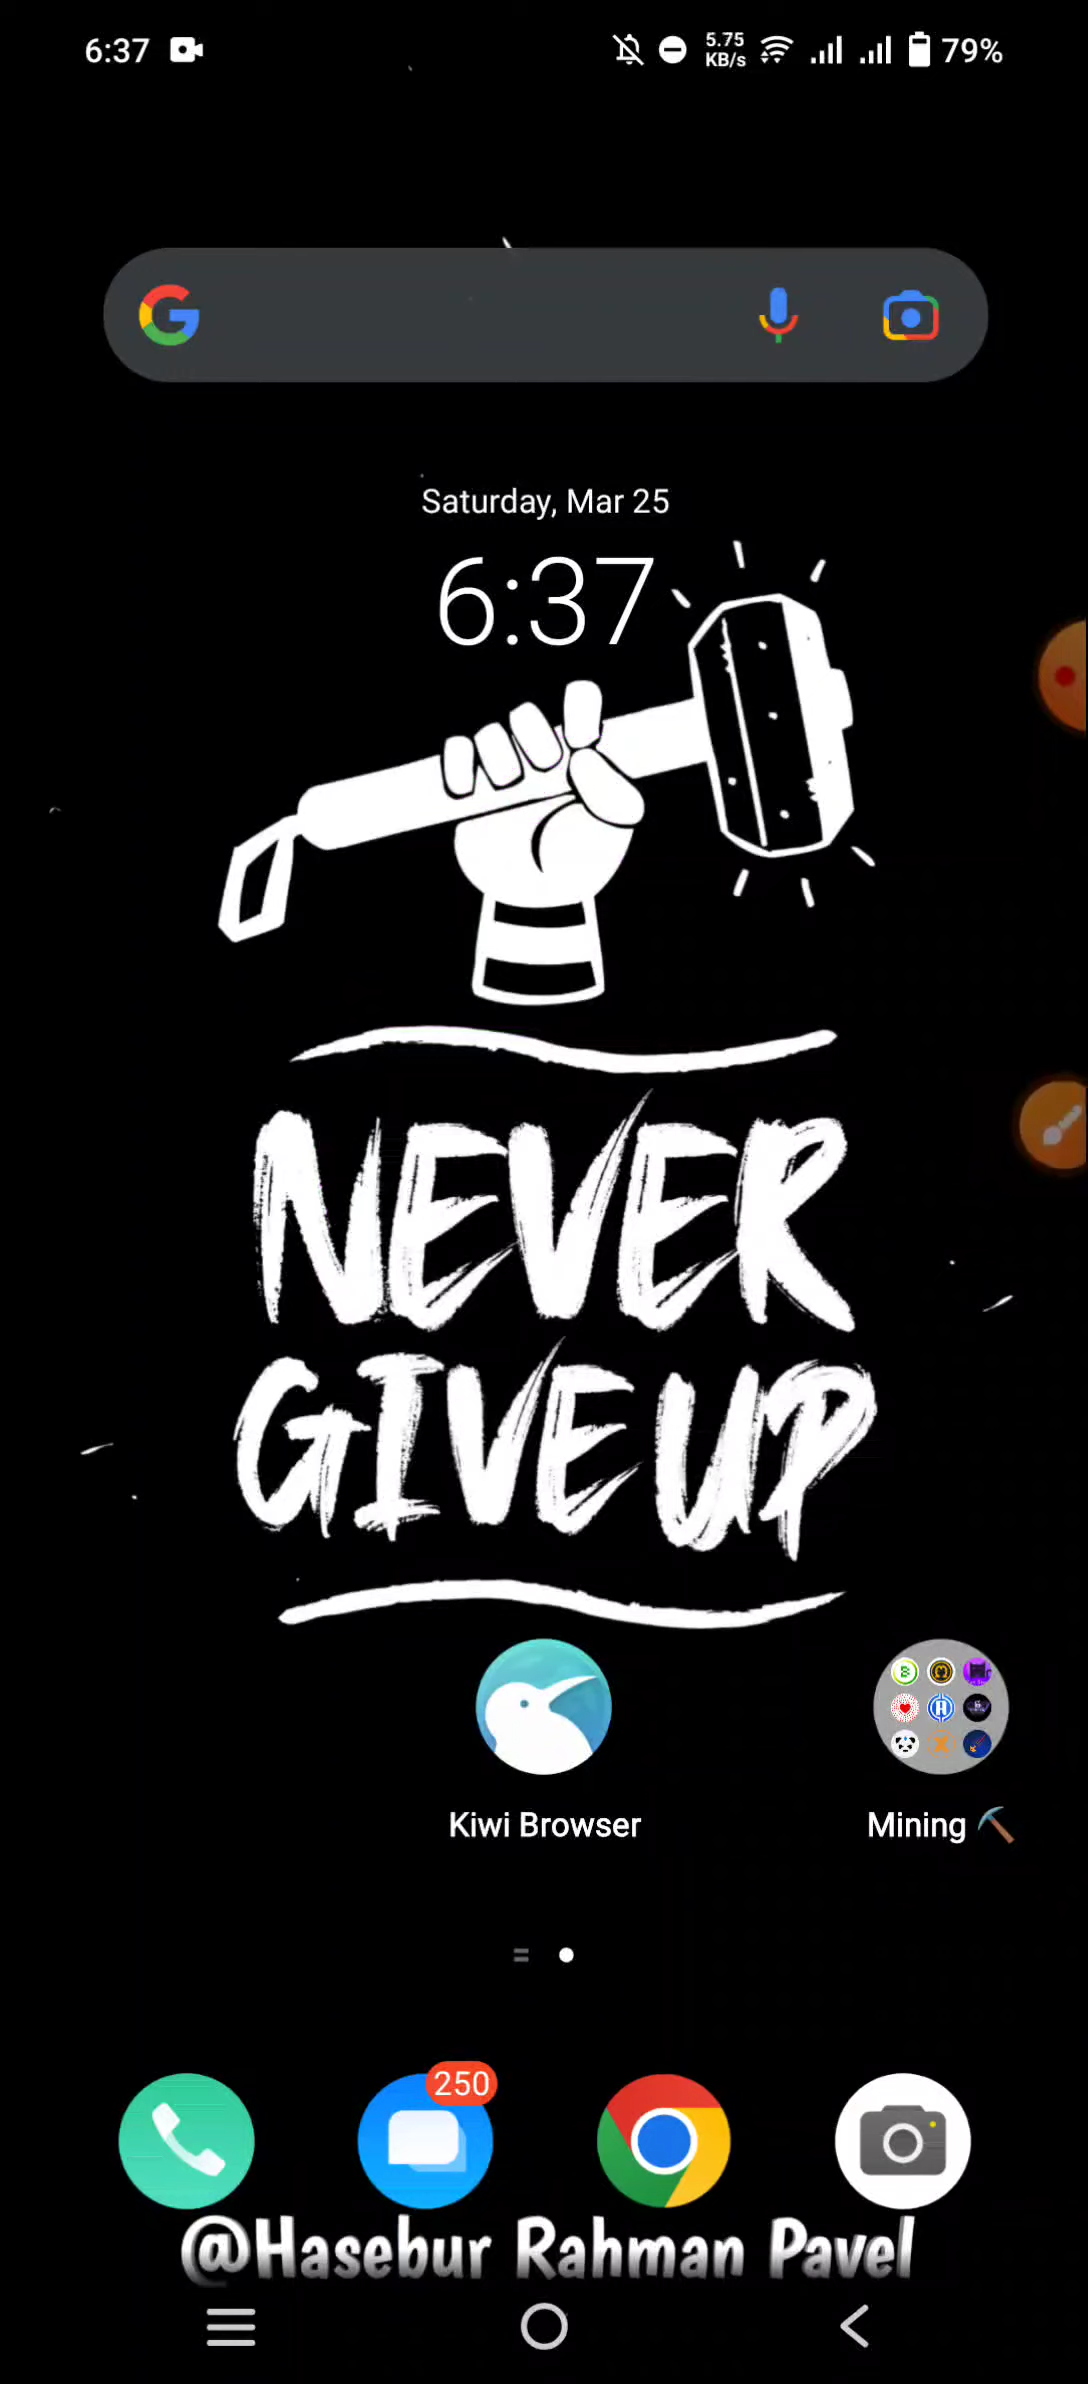 6:37
5.75
KB/s
79%
Saturday, Mar 25
6:37
NEVER
GIVE UP
Kiwi Browser
Mining
250
@Hasebur Rahman Pavel